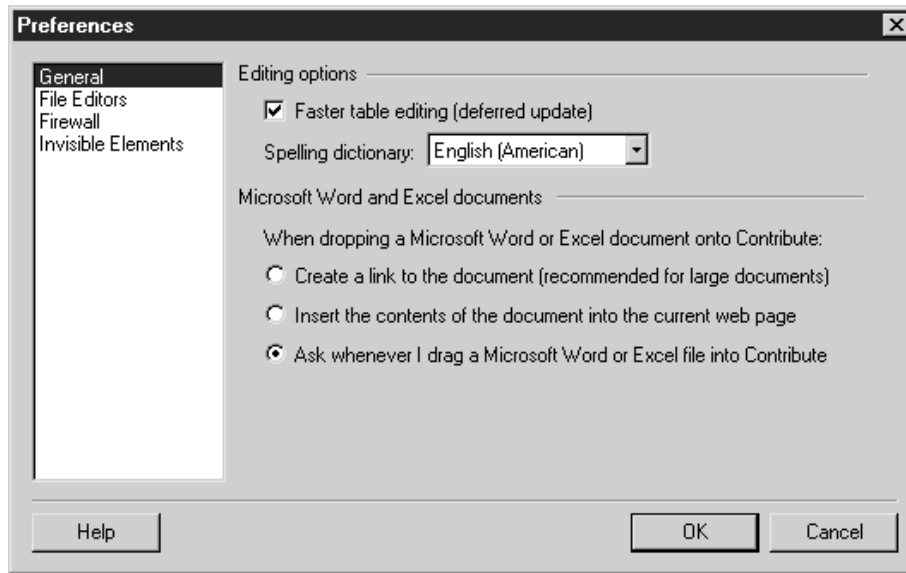 Preferences
General
File Editors
Firewall
Invisible Elements
Editing options
Faster table editing (deferred update)
Spelling dictionary: English (American)
Microsoft Word and Excel documents
When dropping a Microsoft Word or Excel document onto Contribute:
Create a link to the document (recommended for large documents)
Insert the contents of the document into the current web page
Ask whenever I drag a Microsoft Word or Excel file into Contribute
Help
OK
Cancel